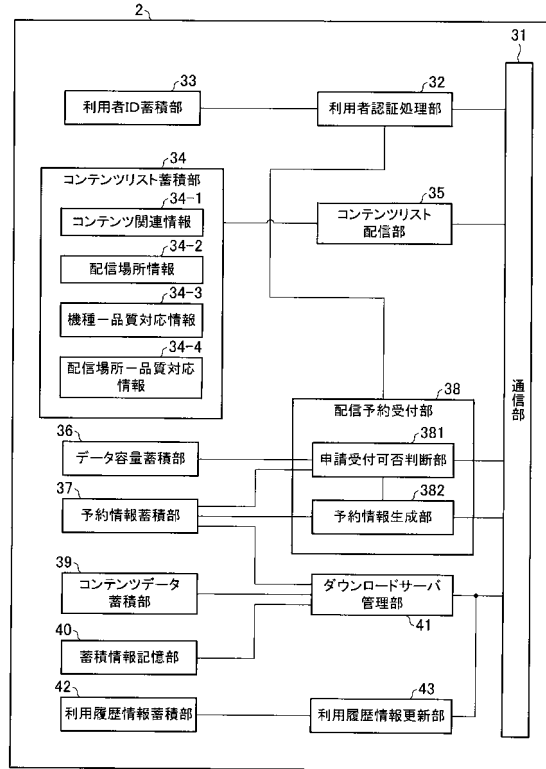 2
31
33
利用者ID蓄積部
32
利用者認証処理部
34
コンテンツリスト蓄積部
34-1
コンテンツ関連情報
34-2
配信場所情報
34-3
機種ー品質対応情報
34-4
配信場所ー品質対応
情報
35
コンテンツリスト
配信部
通信部
38
配信予約受付部
36
データ容量蓄積部
381
申請受付可否判断部
37
予約情報蓄積部
382
予約情報生成部
39
コンテンツデータ
蓄積部
ダウンロードサーバ
管理部
41
40
蓄積情報記憶部
42
利用履歴情報蓄積部
43
利用履歴情報更新部